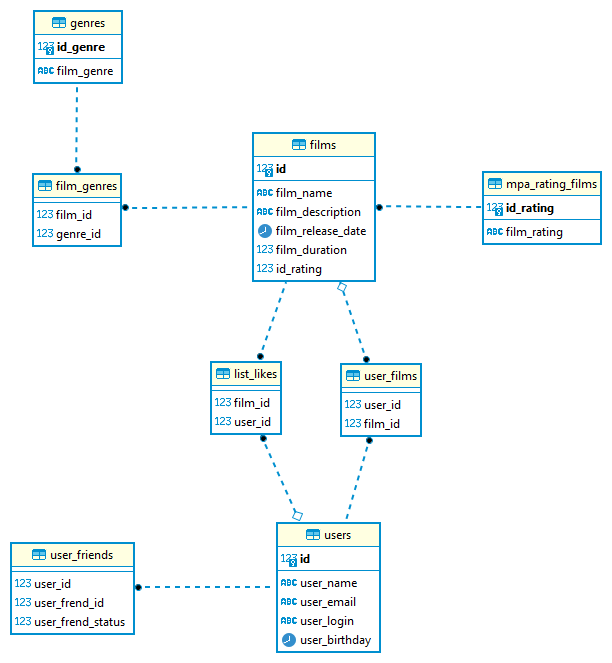 genres
123 id_genre
ABC film_genre
films
123 id
ABC film_name
ABC film_description
film_release_date
123 film_duration
123 id_rating
film_genres
123 film_id
123 genre_id
mpa_rating_films
123 id_rating
ABC film_rating
list_likes
123 film_id
123 user_id
user_films
123 user_id
123 film_id
users
123 id
ABC user_name
ABC user_email
ABC user_login
user_birthday
user_friends
123 user_id
123 user_frend_id
123 user_frend_status